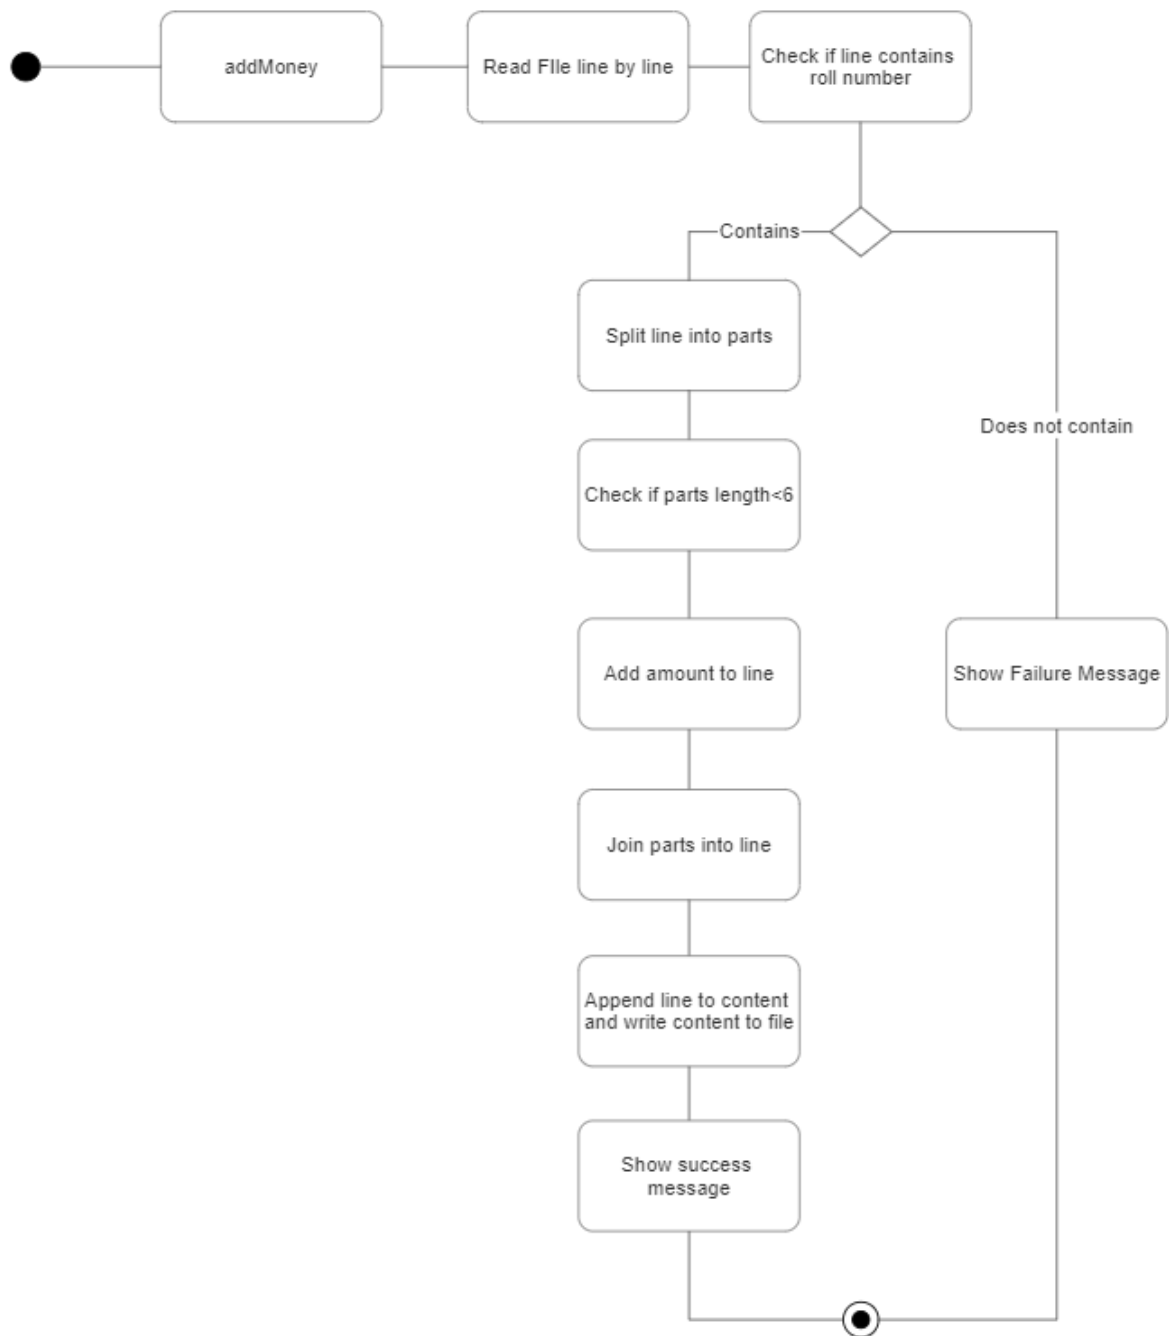 addMoney
Read FIle line by line
Check if line contains
roll number
Contains
Split line into parts
Does not contain
Check if parts length<6
Add amount to line
Show Failure Message
Join parts into line
Append line to content
and write content to file
Show success
message